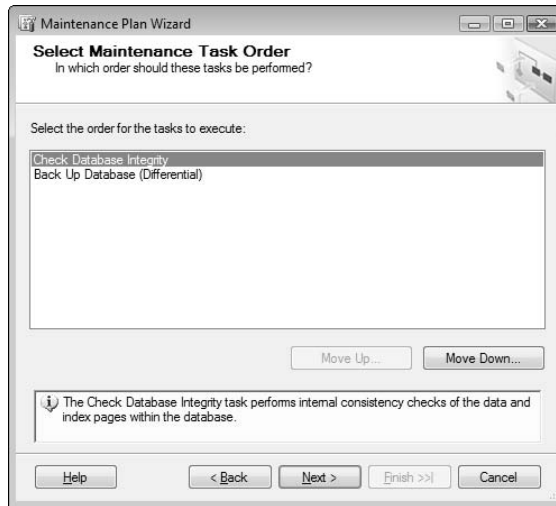 Maintenance Plan Wizard
Select Maintenance Task Order
In which order should these tasks be performed?
Select the order for the tasks to execute:
Check Database Integrity
Back Up Database (Differential)
Move Up...
Move Down...
The Check Database Integrity task performs internal consistency checks of the data and
index pages within the database.
Help
< Back
Next >
Finish >>|
Cancel